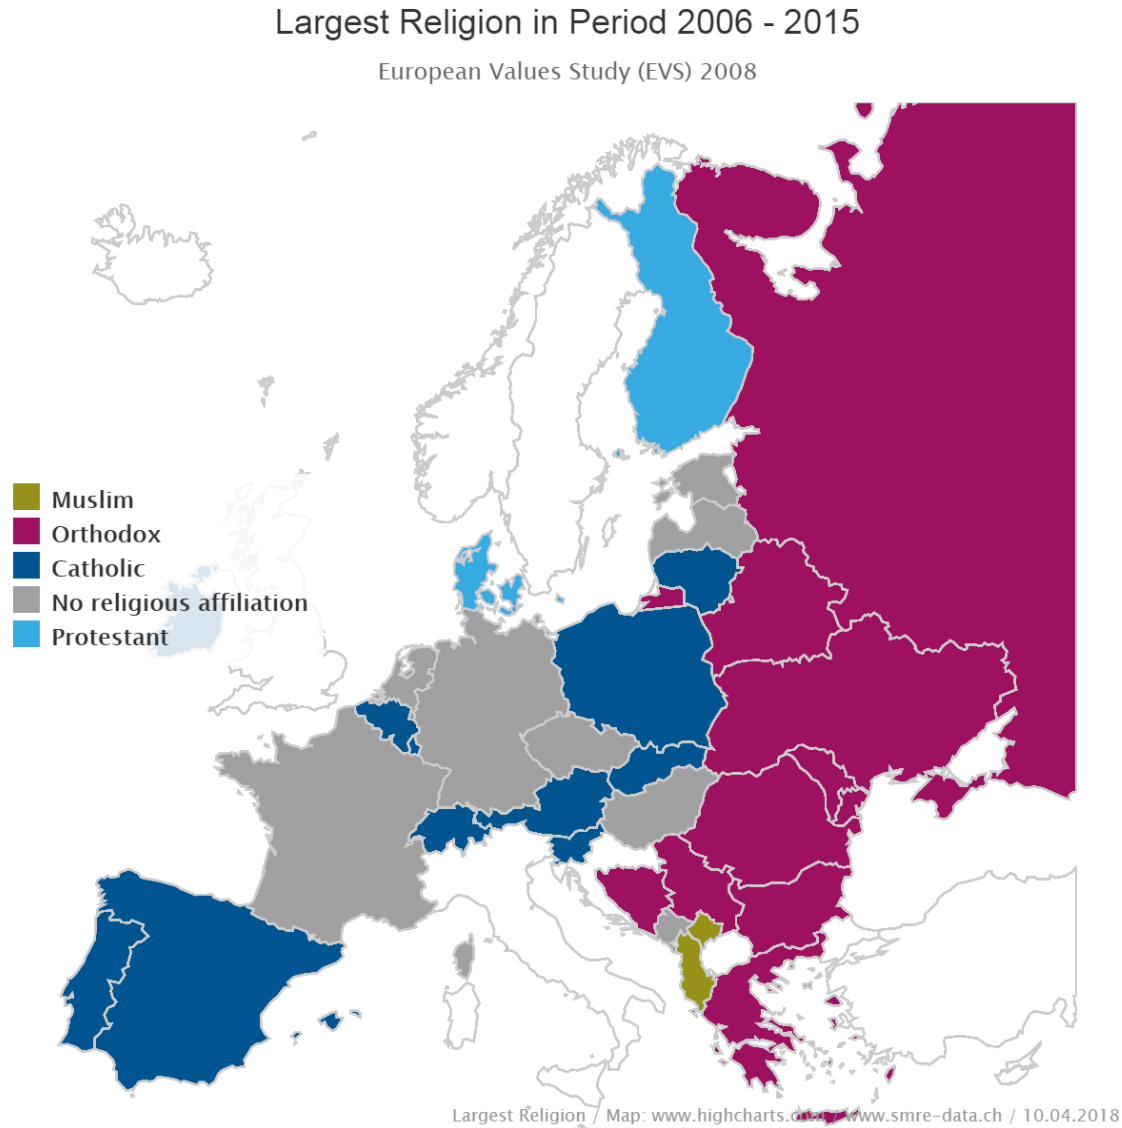 Largest Religion in Period 2006 - 2015
European Values Study (EVS) 2008
Muslim
Orthodox
Catholic
No religious affiliation
Protestant
Largest Religion / Map: www.highcharts.com / www.smre-data.ch / 10.04.2018